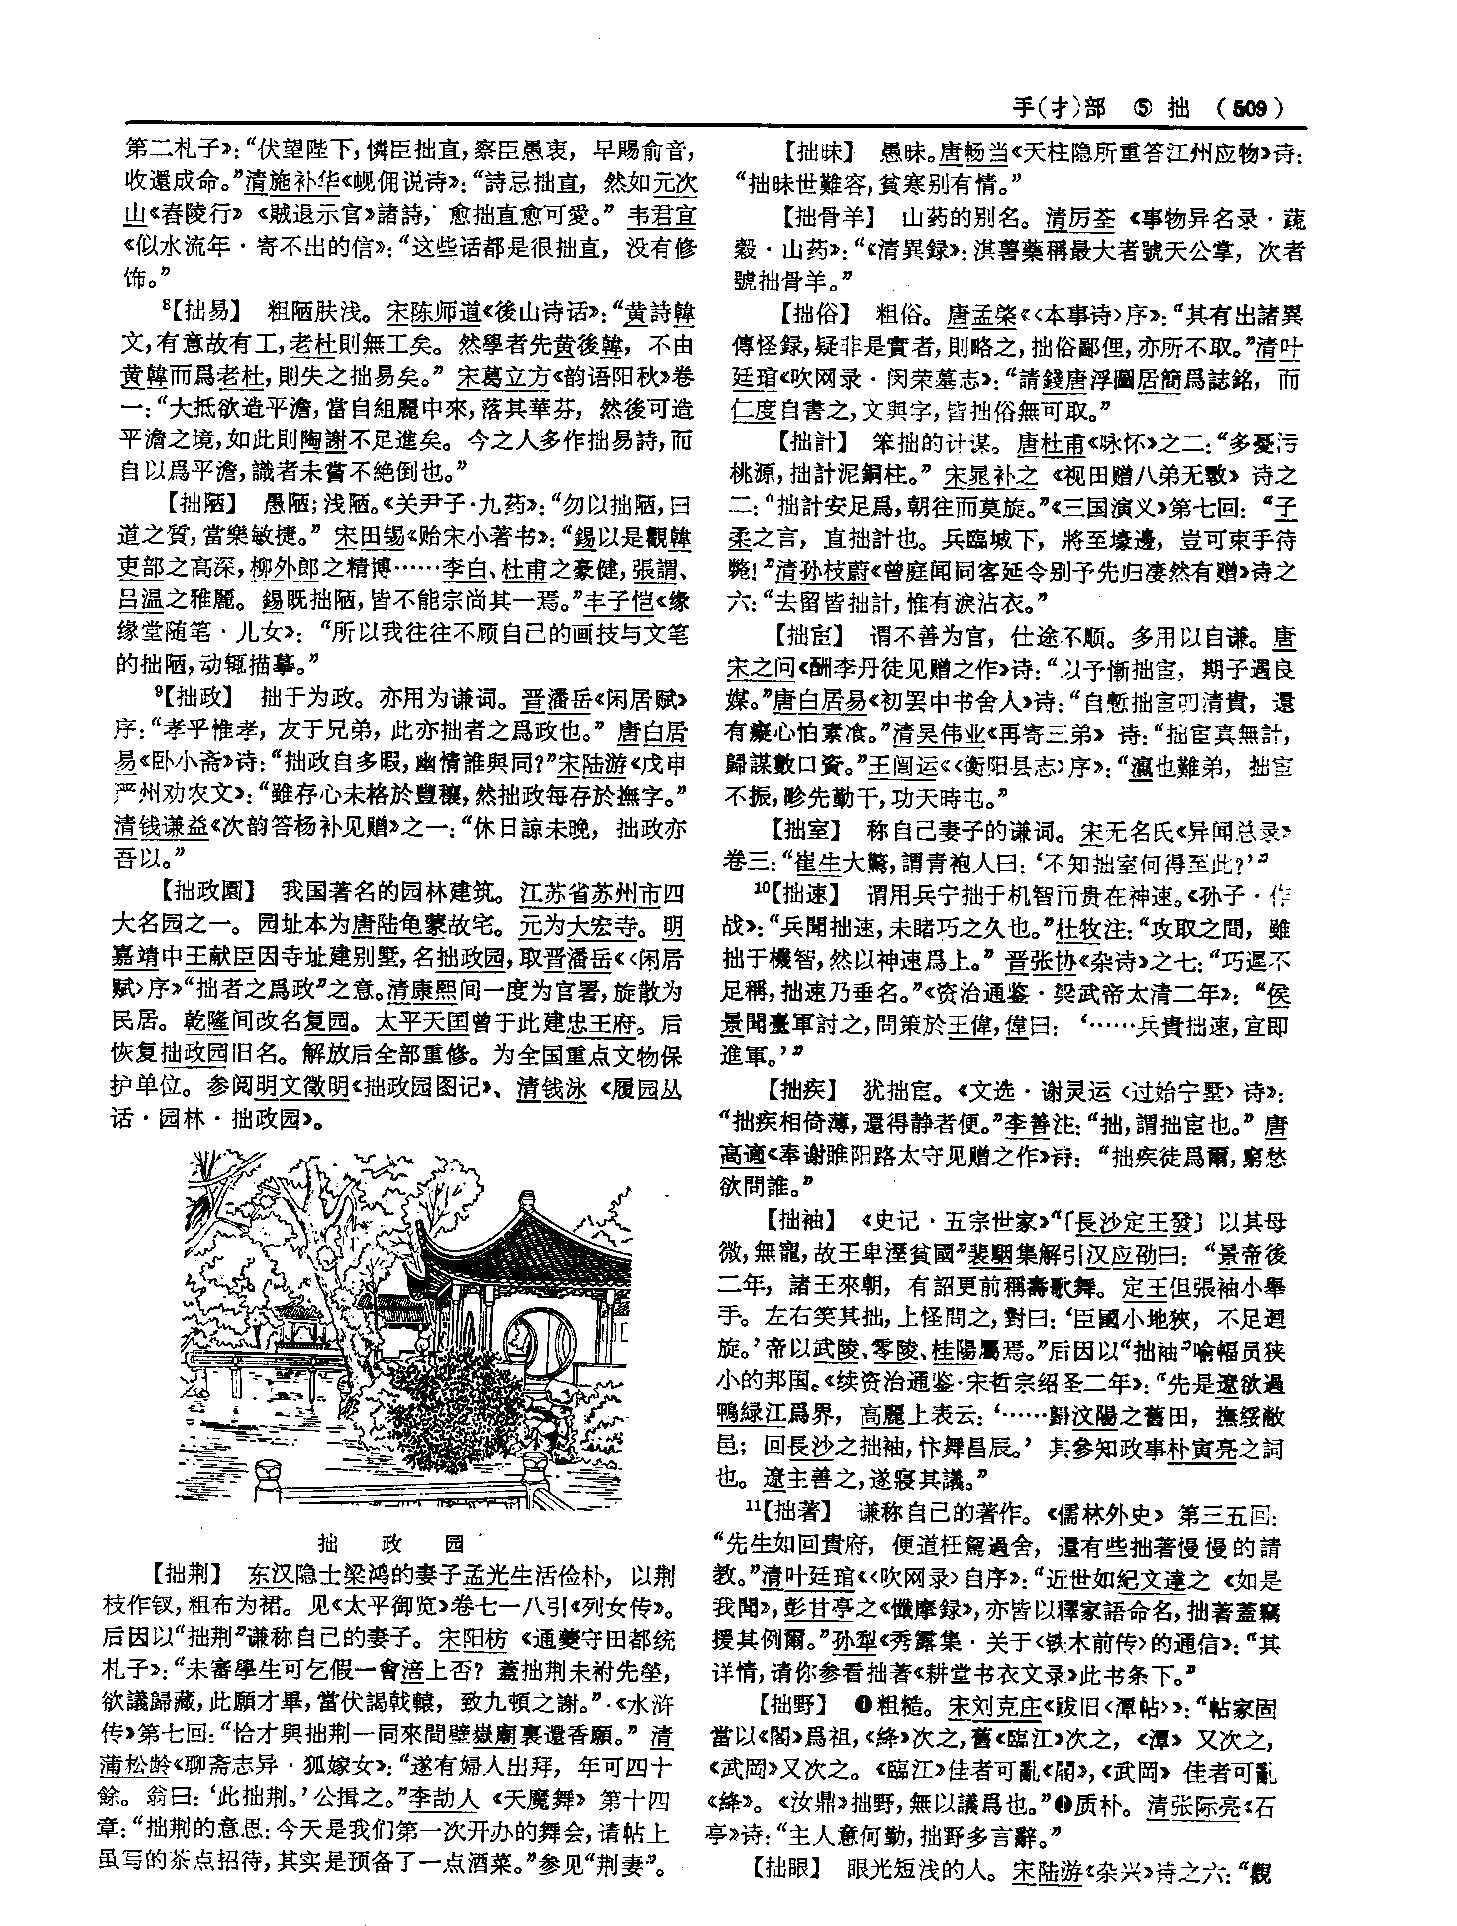 手(扌)部 ⑤ 拙 (509)
第二札子》：“伏望陛下，憐臣拙直，察臣愚衷，早賜俞音，
收還成命。”清施补华《岘佣说诗》：“詩忌拙直，然如元次
山《舂陵行》《賊退示官》諸詩，愈拙直愈可愛。”韦君宜
《似水流年·寄不出的信》：“这些话都是很拙直，没有修
饰。”
⁸【拙易】 粗陋肤浅。宋陈师道《後山诗话》：“黄詩韓
文，有意故有工，老杜則無工矣。然學者先黄後韓，不由
黄韓而爲老杜，則失之拙易矣。”宋葛立方《韵语阳秋》卷
一：“大抵欲造平澹，當自組麗中來，落其華芬，然後可造
平澹之境，如此則陶謝不足進矣。今之人多作拙易詩，而
自以爲平澹，識者未嘗不絶倒也。”
【拙陋】 愚陋；浅陋。《关尹子·九药》：“勿以拙陋，曰
道之質，當樂敏捷。”宋田锡《贻宋小著书》：“錫以是觀韓
吏部之高深，柳外郎之精博……李白、杜甫之豪健，張謂、
吕温之雅麗。錫既拙陋，皆不能宗尚其一焉。”丰子恺《缘
缘堂随笔·儿女》：“所以我往往不顾自己的画技与文笔
的拙陋，动辄描摹。”
⁹【拙政】 拙于为政。亦用为谦词。晋潘岳《闲居赋》
序：“孝乎惟孝，友于兄弟，此亦拙者之爲政也。”唐白居
易《卧小斋》诗：“拙政自多暇，幽情誰與同？”宋陆游《戊申
严州劝农文》：“雖存心未格於豐穰，然拙政每存於撫字。”
清钱谦益《次韵答杨补见赠》之一：“休日諒未晚，拙政亦
吾以。”
【拙政園】 我国著名的园林建筑。江苏省苏州市四
大名园之一。园址本为唐陆龟蒙故宅。元为大宏寺。明
嘉靖中王献臣因寺址建别墅，名拙政园，取晋潘岳《〈闲居
赋〉序》“拙者之爲政”之意。清康熙间一度为官署，旋散为
民居。乾隆间改名复园。太平天囯曾于此建忠王府。后
恢复拙政园旧名。解放后全部重修。为全国重点文物保
护单位。参阅明文徵明《拙政园图记》、清钱泳《履园丛
话·园林·拙政园》。
拙 政 园
【拙荆】 东汉隐士梁鸿的妻子孟光生活俭朴，以荆
枝作钗，粗布为裙。见《太平御览》卷七一八引《列女传》。
后因以“拙荆”谦称自己的妻子。宋阳枋《通夔守田都统
札子》：“未審學生可乞假一會涪上否？蓋拙荆未祔先塋，
欲議歸藏，此願才畢，當伏謁戟轅，致九頓之謝。”《水浒
传》第七回：“恰才與拙荆一同來間壁嶽廟裏還香願。”清
蒲松龄《聊斋志异·狐嫁女》：“遂有婦人出拜，年可四十
餘。翁曰：‘此拙荆。’公揖之。”李劼人《天魔舞》第十四
章：“拙荆的意思：今天是我们第一次开办的舞会，请帖上
虽写的茶点招待，其实是预备了一点酒菜。”参见“荆妻”。
【拙昧】 愚昧。唐畅当《天柱隐所重答江州应物》诗：
“拙昧世難容，貧寒别有情。”
【拙骨羊】 山药的别名。清厉荃《事物异名录·蔬
穀·山药》：“《清異録》：淇薯藥稱最大者號天公掌，次者
號拙骨羊。”
【拙俗】 粗俗。唐孟棨《〈本事诗〉序》：“其有出諸異
傳怪録，疑非是實者，則略之，拙俗鄙俚，亦所不取。”清叶
廷琯《吹网录·闵荣墓志》：“請錢唐浮圖居簡爲誌銘，而
仁度自書之，文與字，皆拙俗無可取。”
【拙計】 笨拙的计谋。唐杜甫《咏怀》之二：“多憂污
桃源，拙計泥銅柱。”宋晁补之《视田赠八弟无斁》诗之
二：“拙計安足爲，朝往而莫旋。”《三国演义》第七回：“子
柔之言，直拙計也。兵臨城下，將至壕邊，豈可束手待
斃！”清孙枝蔚《曾庭闻同客延令别予先归凄然有赠》诗之
六：“去留皆拙計，惟有淚沾衣。”
【拙宦】 谓不善为官，仕途不顺。多用以自谦。唐
宋之问《酬李丹徒见赠之作》诗：“以予慚拙宦，期子遇良
媒。”唐白居易《初罢中书舍人》诗：“自慙拙宦叨清貴，還
有癡心怕素飡。”清吴伟业《再寄三弟》诗：“拙宦真無計，
歸謀數口資。”王闿运《〈衡阳县志〉序》：“瀛也難弟，拙宦
不振，畛先勤干，功天時屯。”
【拙室】 称自己妻子的谦词。宋无名氏《异闻总录》
卷三：“崔生大驚，謂青袍人曰：‘不知拙室何得至此？’”
¹⁰【拙速】 谓用兵宁拙于机智而贵在神速。《孙子·作
战》：“兵聞拙速，未睹巧之久也。”杜牧注：“攻取之間，雖
拙于機智，然以神速爲上。”晋张协《杂诗》之七：“巧遲不
足稱，拙速乃垂名。”《资治通鉴·梁武帝太清二年》：“侯
景聞臺軍討之，問策於王偉，偉曰：‘……兵貴拙速，宜即
進軍。’”
【拙疾】 犹拙宦。《文选·谢灵运〈过始宁墅〉诗》：
“拙疾相倚薄，還得静者便。”李善注：“拙，謂拙宦也。”唐
高適《奉谢睢阳路太守见赠之作》诗：“拙疾徒爲爾，窮愁
欲問誰。”
【拙袖】 《史记·五宗世家》“〔長沙定王發〕以其母
微，無寵，故王卑溼貧國”裴駰集解引汉应劭曰：“景帝後
二年，諸王來朝，有詔更前稱壽歌舞。定王但張袖小舉
手。左右笑其拙，上怪問之，對曰：‘臣國小地狹，不足迴
旋。’帝以武陵、零陵、桂陽屬焉。”后因以“拙袖”喻幅员狭
小的邦国。《续资治通鉴·宋哲宗绍圣二年》：“先是遼欲過
鴨緑江爲界，高麗上表云：‘……歸汶陽之舊田，撫綏敝
邑；回長沙之拙袖，忭舞昌辰。’其參知政事朴寅亮之詞
也。遼主善之，遂寢其議。”
¹¹【拙著】 谦称自己的著作。《儒林外史》第三五回：
“先生如回貴府，便道枉駕過舍，還有些拙著慢慢的請
教。”清叶廷琯《〈吹网录〉自序》：“近世如紀文達之《如是
我聞》，彭甘亭之《懺摩録》，亦皆以釋家語命名，拙著蓋竊
援其例爾。”孙犁《秀露集·关于〈铁木前传〉的通信》：“其
详情，请你参看拙著《耕堂书衣文录》此书条下。”
【拙野】 ❶粗糙。宋刘克庄《跋旧〈潭帖〉》：“帖家固
當以《閣》爲祖，《絳》次之，舊《臨江》次之，《潭》又次之，
《武岡》又次之。《臨江》佳者可亂《閣》，《武岡》佳者可亂
《絳》。《汝鼎》拙野，無以議爲也。”❶质朴。清张际亮《石
亭》诗：“主人意何勤，拙野多言辭。”
【拙眼】 眼光短浅的人。宋陆游《杂兴》诗之六：“觀